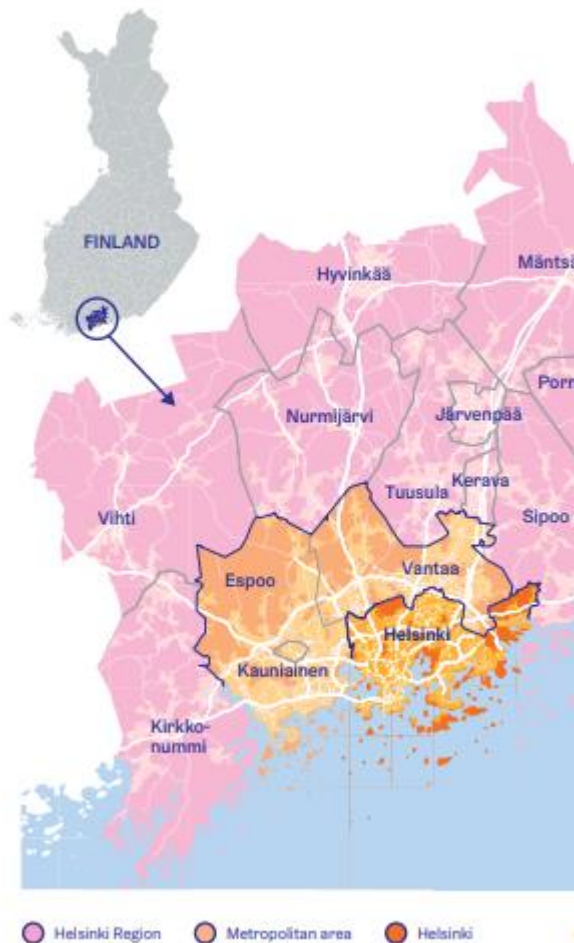 FINLAND
Hyvinkää
Mäntsä
Porn
Nurmijärvi
Järvenpää
Kerava
Tuusula
Sipoo
Vihti
Vantaa
Espoo
Helsinki
Kauniainen
Kirkko-
nummi
Helsinki Region
Metropolitan area
Helsinki